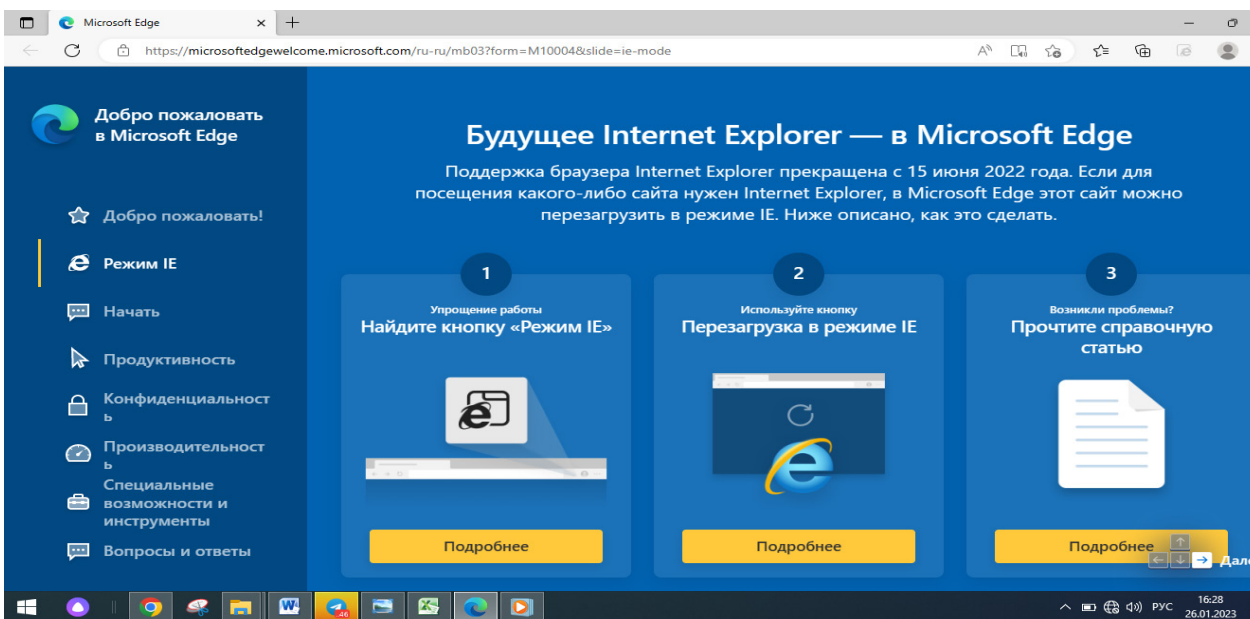 Microsoft Edge
https://microsoftedgewelcome.microsoft.com/ru-ru/mb03?form=M10004&slide=ie-mode
Добро пожаловать
в Microsoft Edge
Добро пожаловать!
Режим IE
Начать
Продуктивность
Конфиденциальност
ь
Производительност
ь
Специальные
возможности и
инструменты
Вопросы и ответы
Будущее Internet Explorer — в Microsoft Edge
Поддержка браузера Internet Explorer прекращена с 15 июня 2022 года. Если для
посещения какого-либо сайта нужен Internet Explorer, в Microsoft Edge этот сайт можно
перезагрузить в режиме IE. Ниже описано, как это сделать.
1
Упрощение работы
Найдите кнопку «Режим IE»
Подробнее
2
Используйте кнопку
Перезагрузка в режиме IE
Подробнее
3
Возникли проблемы?
Прочтите справочную
статью
Подробнее
Дале
46
РУС
16:28
26.01.2023